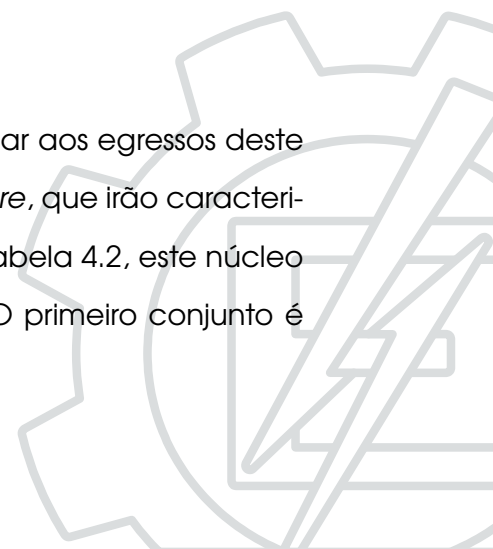 ar aos egressos deste
re, que irão caracteri-
abela 4.2, este núcleo
O primeiro conjunto é